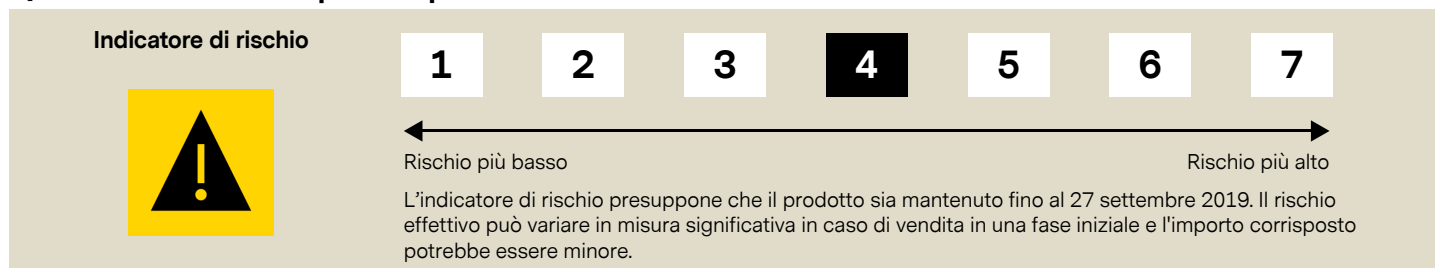 Indicatore di rischio
1 2 3 4 5 6 7
Rischio più basso Rischio più alto
L'indicatore di rischio presuppone che il prodotto sia mantenuto fino al 27 settembre 2019. Il rischio
effettivo può variare in misura significativa in caso di vendita in una fase iniziale e l'importo corrisposto
potrebbe essere minore.